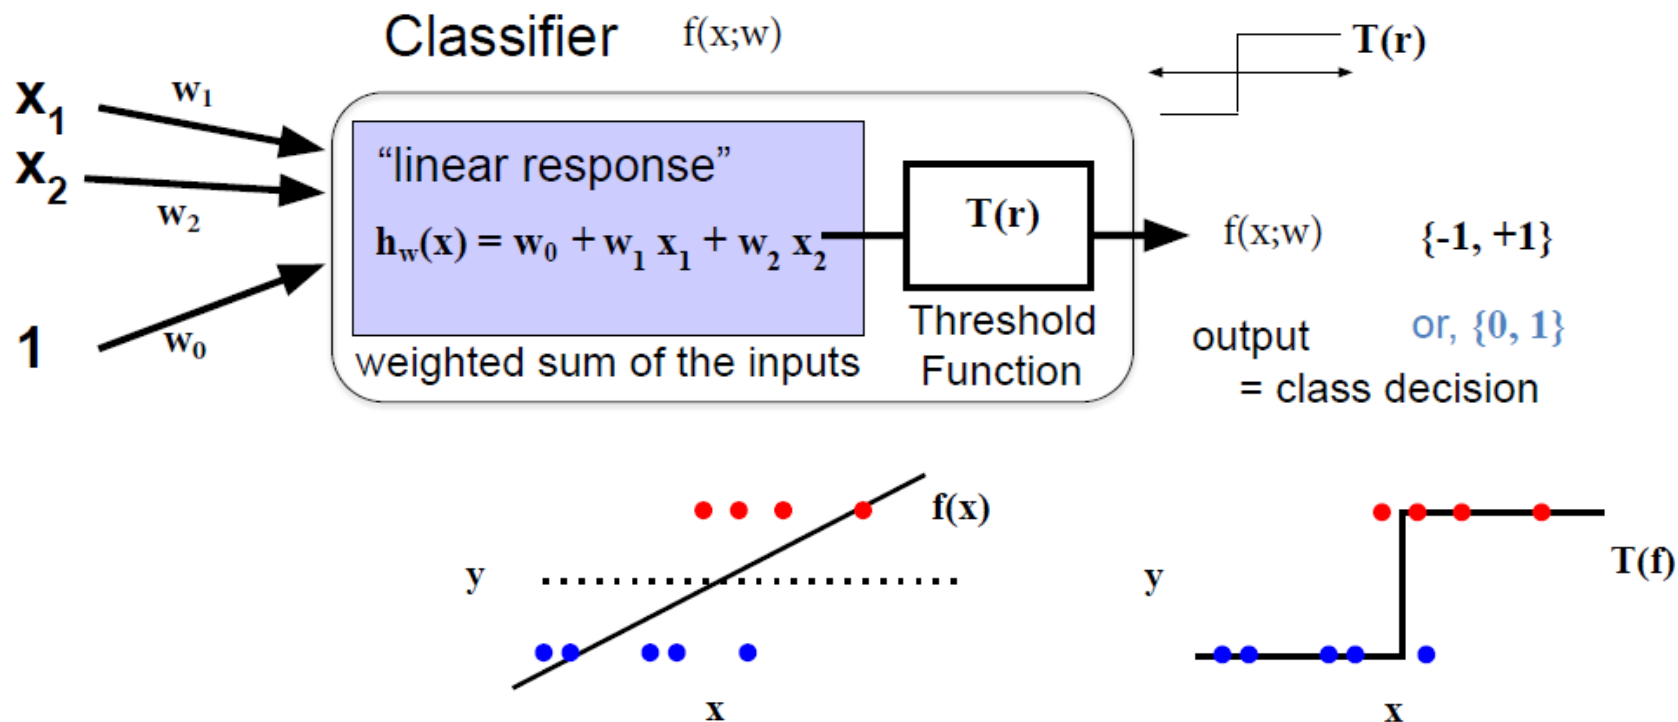 Classifier f(x;w)
T(r)
x₁
w₁
x₂
w₂
1
w₀
“linear response”
h_w(x) = w₀ + w₁ x₁ + w₂ x₂
weighted sum of the inputs
T(r)
Threshold
Function
f(x;w) {-1, +1}
output or, {0, 1}
= class decision
f(x)
y
x
y
T(f)
x